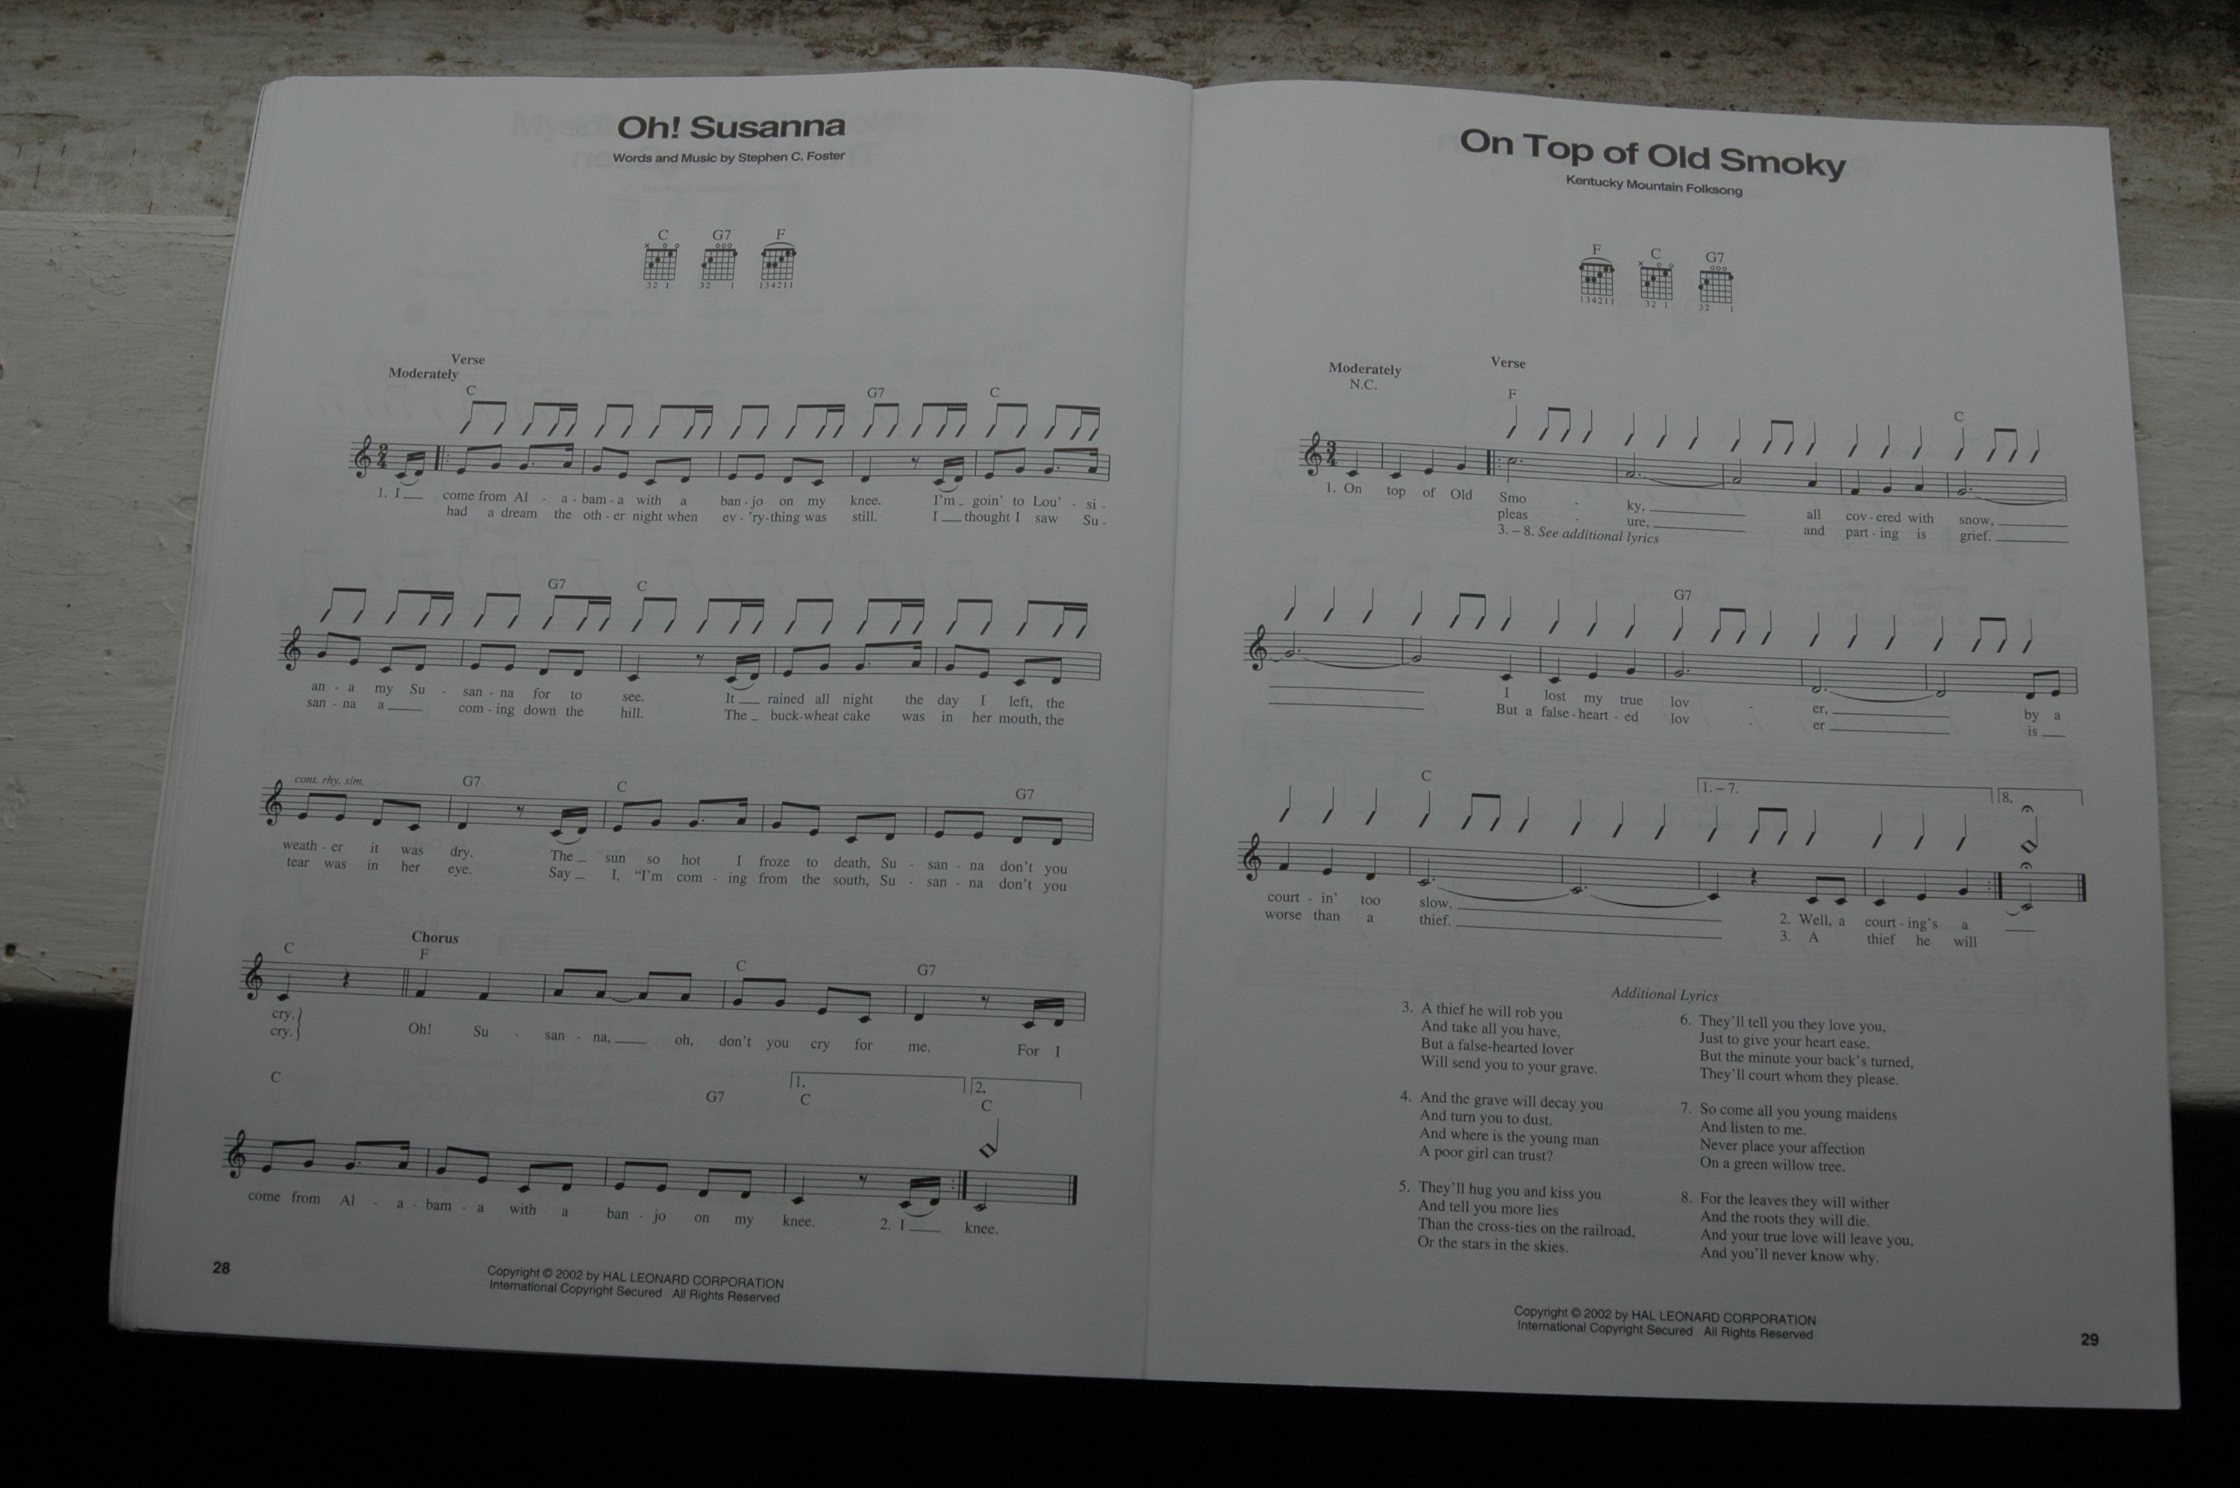 Oh! Susanna
Words and Music by Stephen C. Foster
C G7 F
32 1 32 1 134211
Verse
Moderately
C G7 C
1. I come from Al - a - bam - a with a ban - jo on my knee. I'm goin' to Lou' - si -
had a dream the oth - er night when ev - 'ry - thing was still. I thought I saw Su -
G7 C
an - a my Su - san - na for to see. It rained all night the day I left, the
san - na a com - ing down the hill. The buck - wheat cake was in her mouth, the
cont. rhy. sim.
G7 C G7
weath - er it was dry. The sun so hot I froze to death, Su - san - na don't you
tear was in her eye. Say I, "I'm com - ing from the south, Su - san - na don't you
Chorus
C F C G7
cry. Oh! Su - san - na, oh, don't you cry for me. For I
cry.
C G7 1. C 2. C
come from Al - a - bam - a with a ban - jo on my knee. 2. I knee.
28
Copyright © 2002 by HAL LEONARD CORPORATION
International Copyright Secured All Rights Reserved
On Top of Old Smoky
Kentucky Mountain Folksong
F C G7
134211 32 1 32 1
Moderately Verse
N.C. F C
1. On top of Old Smo - ky, all cov - ered with snow,
pleas - ure, and part - ing is grief.
3. – 8. See additional lyrics
G7
I lost my true lov - er, by a
But a false - heart - ed lov - er is
C 1. – 7. 8.
court - in' too slow. 2. Well, a court - ing's a
worse than a thief. 3. A thief he will
Additional Lyrics
3. A thief he will rob you
And take all you have,
But a false-hearted lover
Will send you to your grave.
4. And the grave will decay you
And turn you to dust.
And where is the young man
A poor girl can trust?
5. They'll hug you and kiss you
And tell you more lies
Than the cross-ties on the railroad,
Or the stars in the skies.
6. They'll tell you they love you,
Just to give your heart ease.
But the minute your back's turned,
They'll court whom they please.
7. So come all you young maidens
And listen to me.
Never place your affection
On a green willow tree.
8. For the leaves they will wither
And the roots they will die.
And your true love will leave you,
And you'll never know why.
Copyright © 2002 by HAL LEONARD CORPORATION
International Copyright Secured All Rights Reserved
29